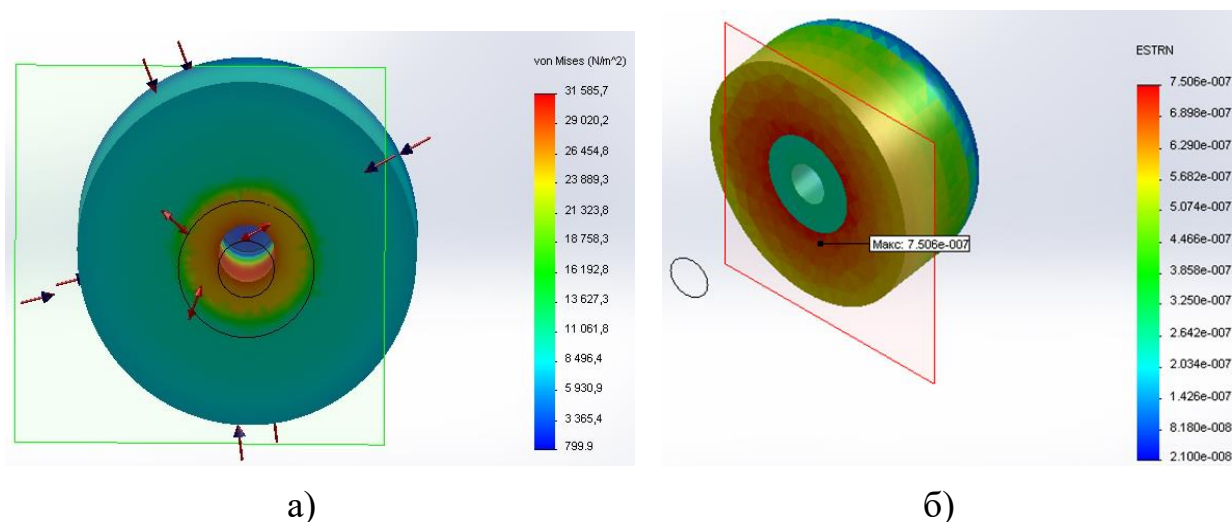 von Mises (N/m^2)
31 585,7
29 020,2
26 454,8
23 889,3
21 323,8
18 758,3
16 192,8
13 627,3
11 061,8
8 496,4
5 930,9
3 365,4
799.9
а)
ESTRN
7.506e-007
6.898e-007
6.290e-007
5.682e-007
5.074e-007
4.466e-007
3.858e-007
3.250e-007
2.642e-007
2.034e-007
1.426e-007
8.180e-008
2.100e-008
Макс: 7.506e-007
б)